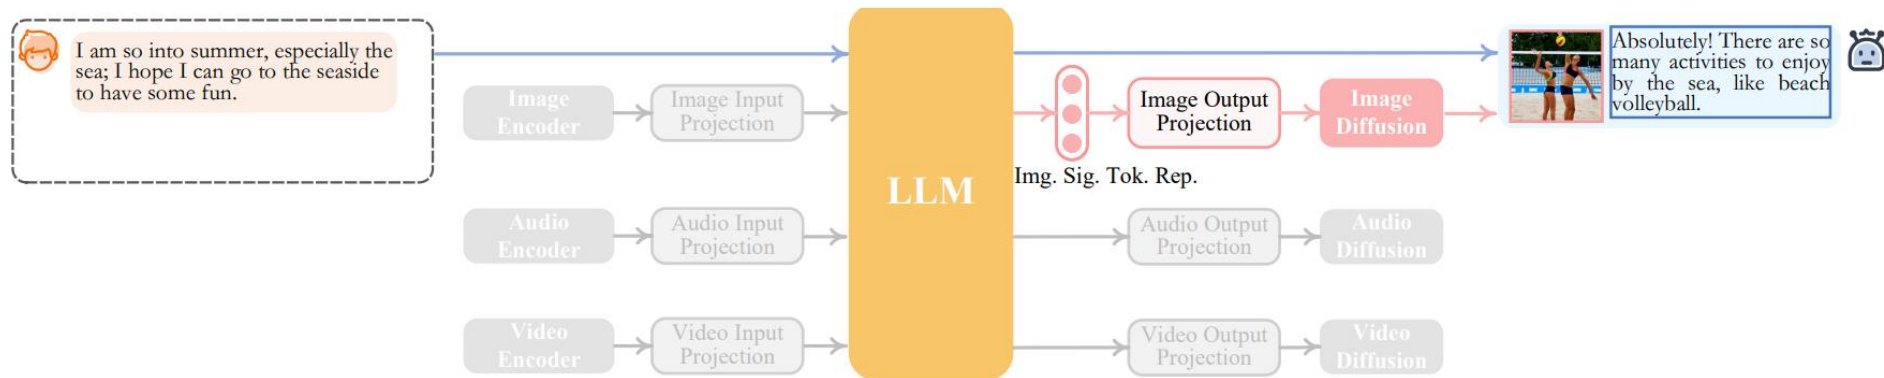 I am so into summer, especially the
sea; I hope I can go to the seaside
to have some fun.
Image
Encoder
Image Input
Projection
Audio
Encoder
Audio Input
Projection
Video
Encoder
Video Input
Projection
LLM
Img. Sig. Tok. Rep.
Image Output
Projection
Image
Diffusion
Audio Output
Projection
Audio
Diffusion
Video Output
Projection
Video
Diffusion
Absolutely! There are so
many activities to enjoy
by the sea, like beach
volleyball.